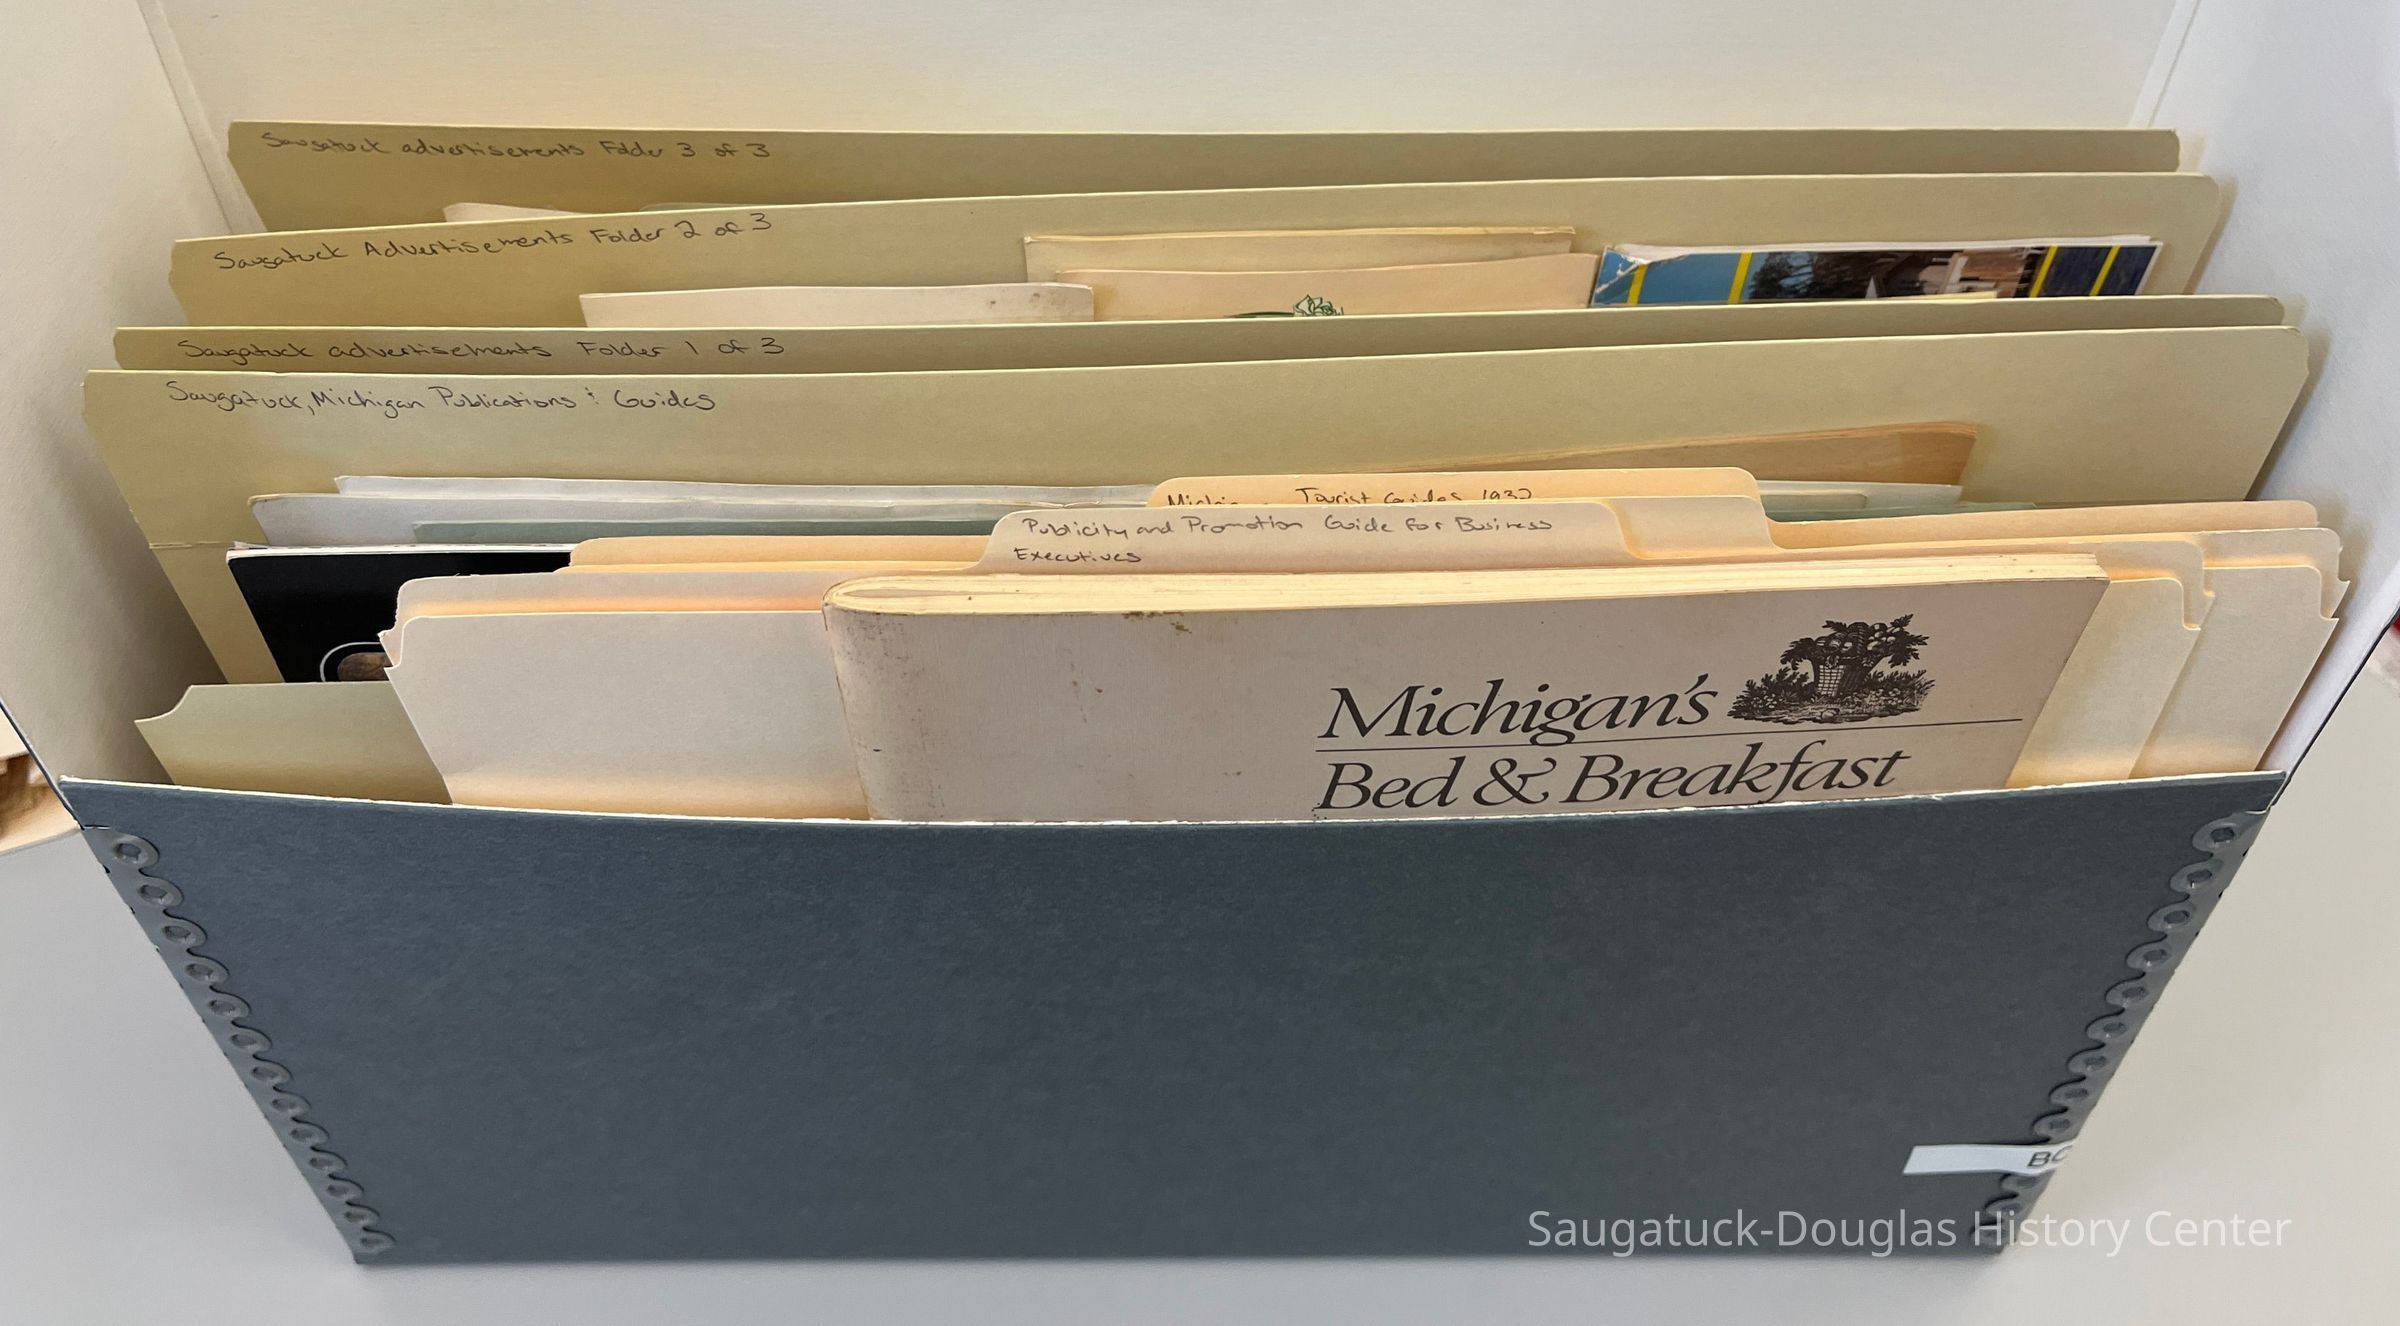 Saugatuck advertisements Folder 3 of 3
Saugatuck Advertisements Folder 2 of 3
Saugatuck advertisements Folder 1 of 3
Saugatuck, Michigan Publications & Guides
Tourist Guides 1932
Publicity and Promotion Guide for Business
Executives
Michigan's
Bed & Breakfast
Saugatuck-Douglas History Center